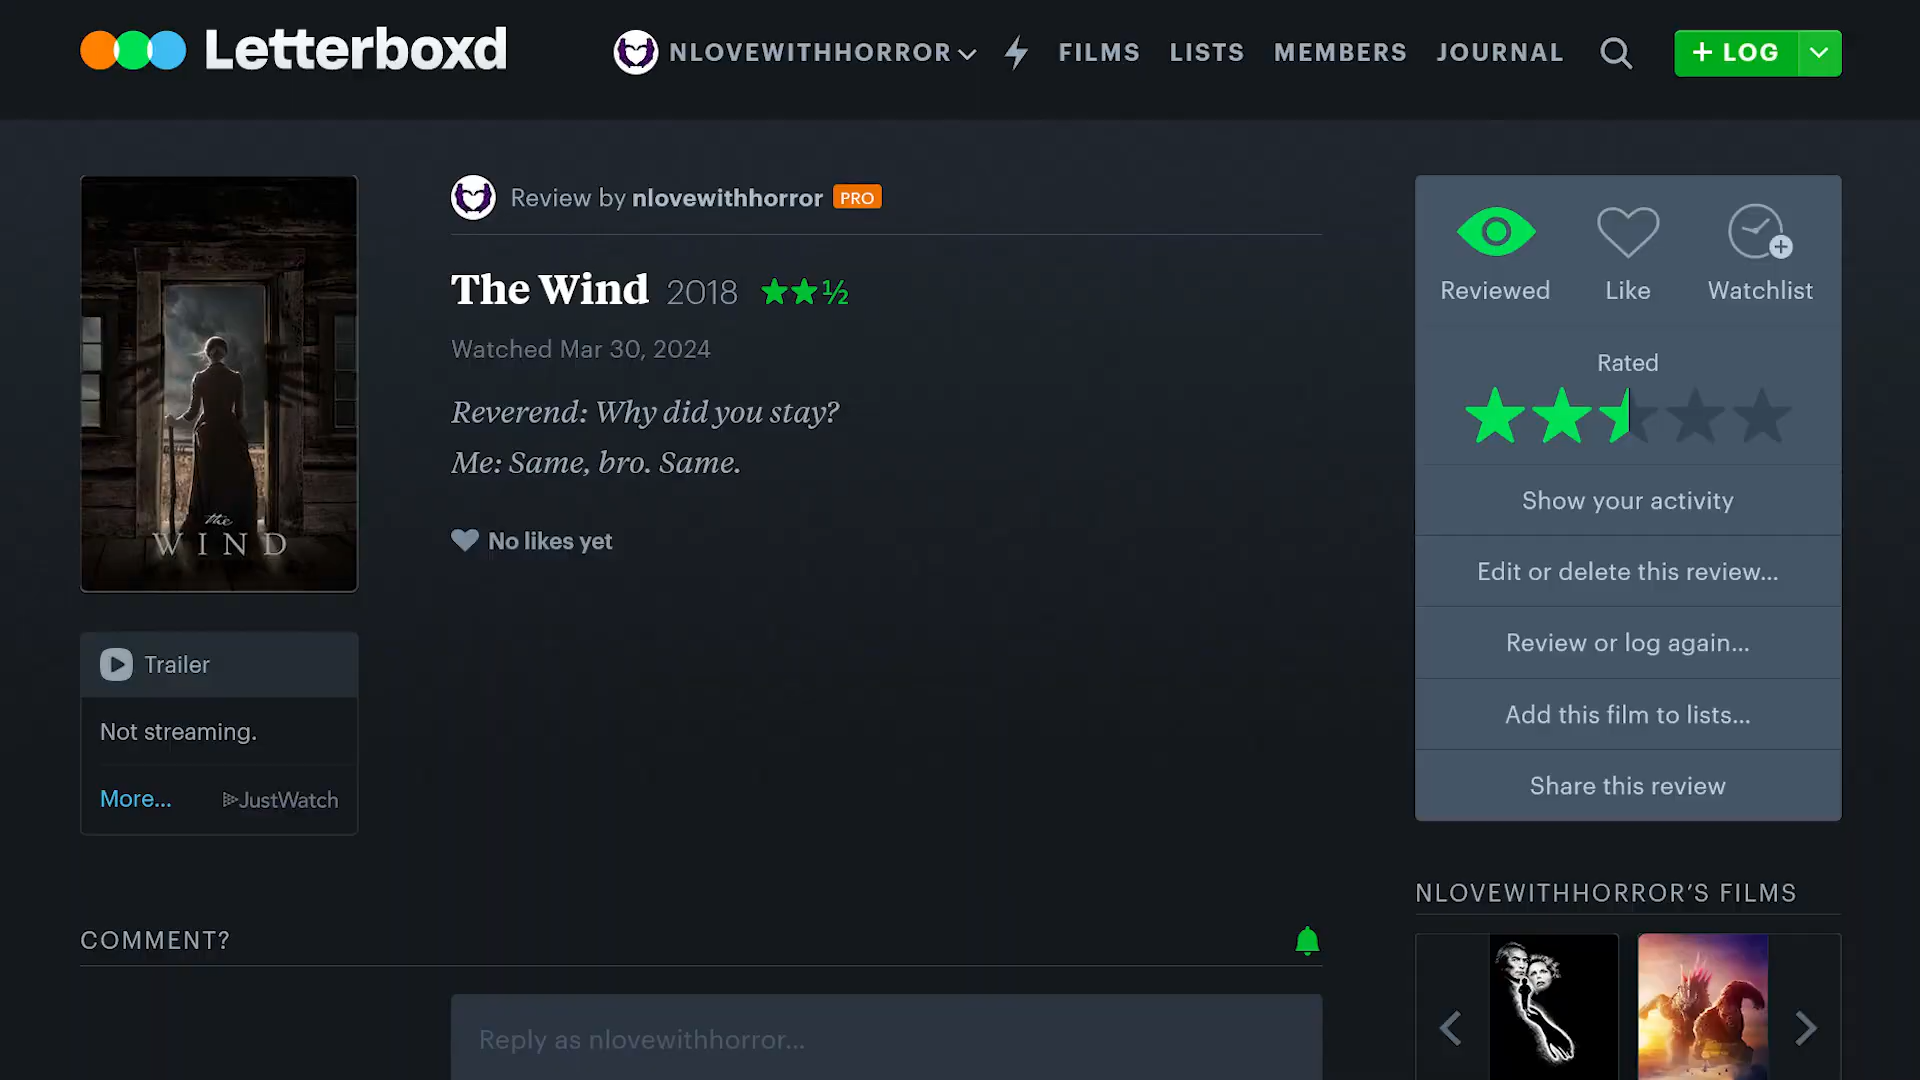 Letterboxd
NLOVEWITHHORROR
FILMS
LISTS
MEMBERS
JOURNAL
+ LOG
the
WIND
Review by nlovewithhorror PRO
The Wind 2018 ★★½
Watched Mar 30, 2024
Reverend: Why did you stay?
Me: Same, bro. Same.
No likes yet
Reviewed
Like
Watchlist
Rated
Show your activity
Edit or delete this review...
Review or log again...
Add this film to lists...
Share this review
Trailer
Not streaming.
More...
JustWatch
NLOVEWITHHORROR'S FILMS
COMMENT?
Reply as nlovewithhorror...